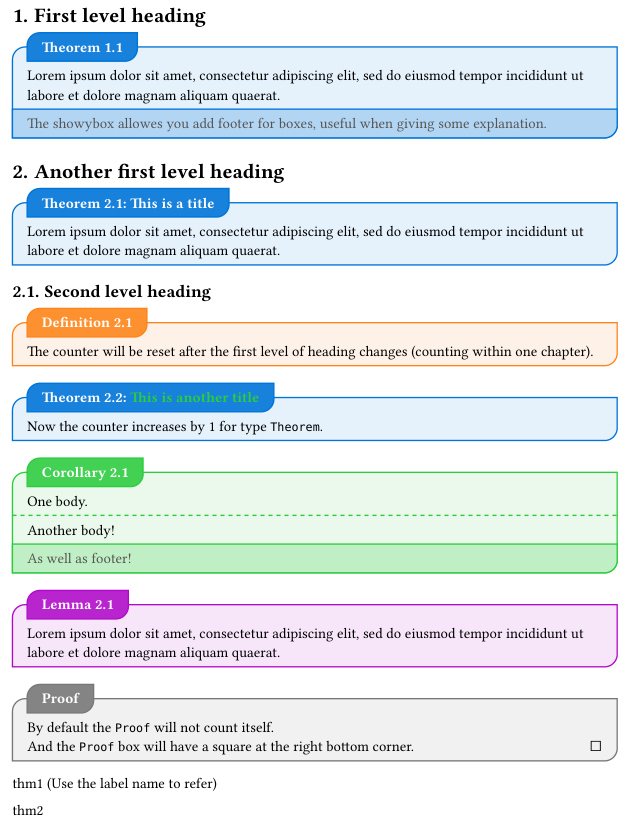 1. First level heading
Theorem 1.1
Lorem ipsum dolor sit amet, consectetur adipiscing elit, sed do eiusmod tempor incididunt ut
labore et dolore magnam aliquam quaerat.
The showybox allowes you add footer for boxes, useful when giving some explanation.
2. Another first level heading
Theorem 2.1: This is a title
Lorem ipsum dolor sit amet, consectetur adipiscing elit, sed do eiusmod tempor incididunt ut
labore et dolore magnam aliquam quaerat.
2.1. Second level heading
Definition 2.1
The counter will be reset after the first level of heading changes (counting within one chapter).
Theorem 2.2: This is another title
Now the counter increases by 1 for type Theorem.
Corollary 2.1
One body.
Another body!
As well as footer!
Lemma 2.1
Lorem ipsum dolor sit amet, consectetur adipiscing elit, sed do eiusmod tempor incididunt ut
labore et dolore magnam aliquam quaerat.
Proof
By default the Proof will not count itself.
And the Proof box will have a square at the right bottom corner. □
thm1 (Use the label name to refer)
thm2